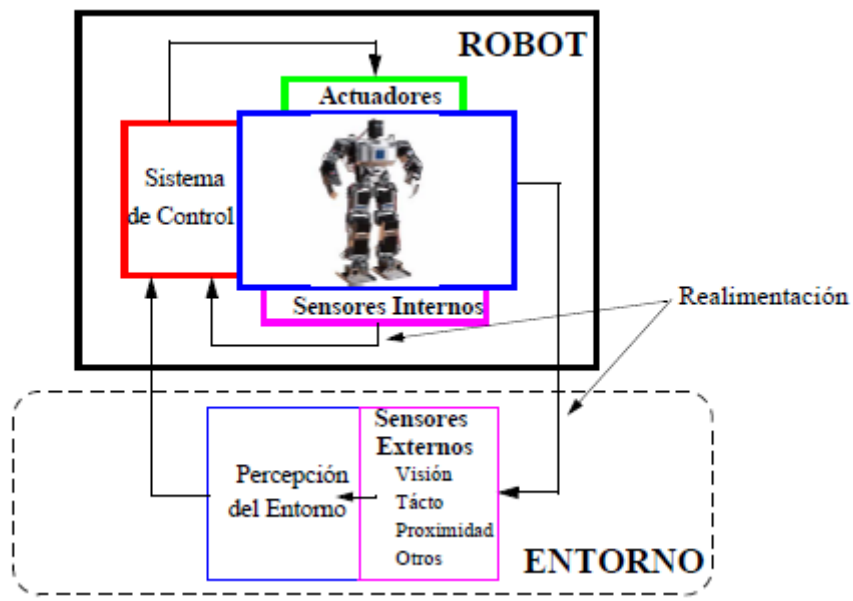 ROBOT
Actuadores
Sistema
de Control
Sensores Internos
Realimentación
Sensores
Externos
Visión
Tácto
Proximidad
Otros
Percepción
del Entorno
ENTORNO